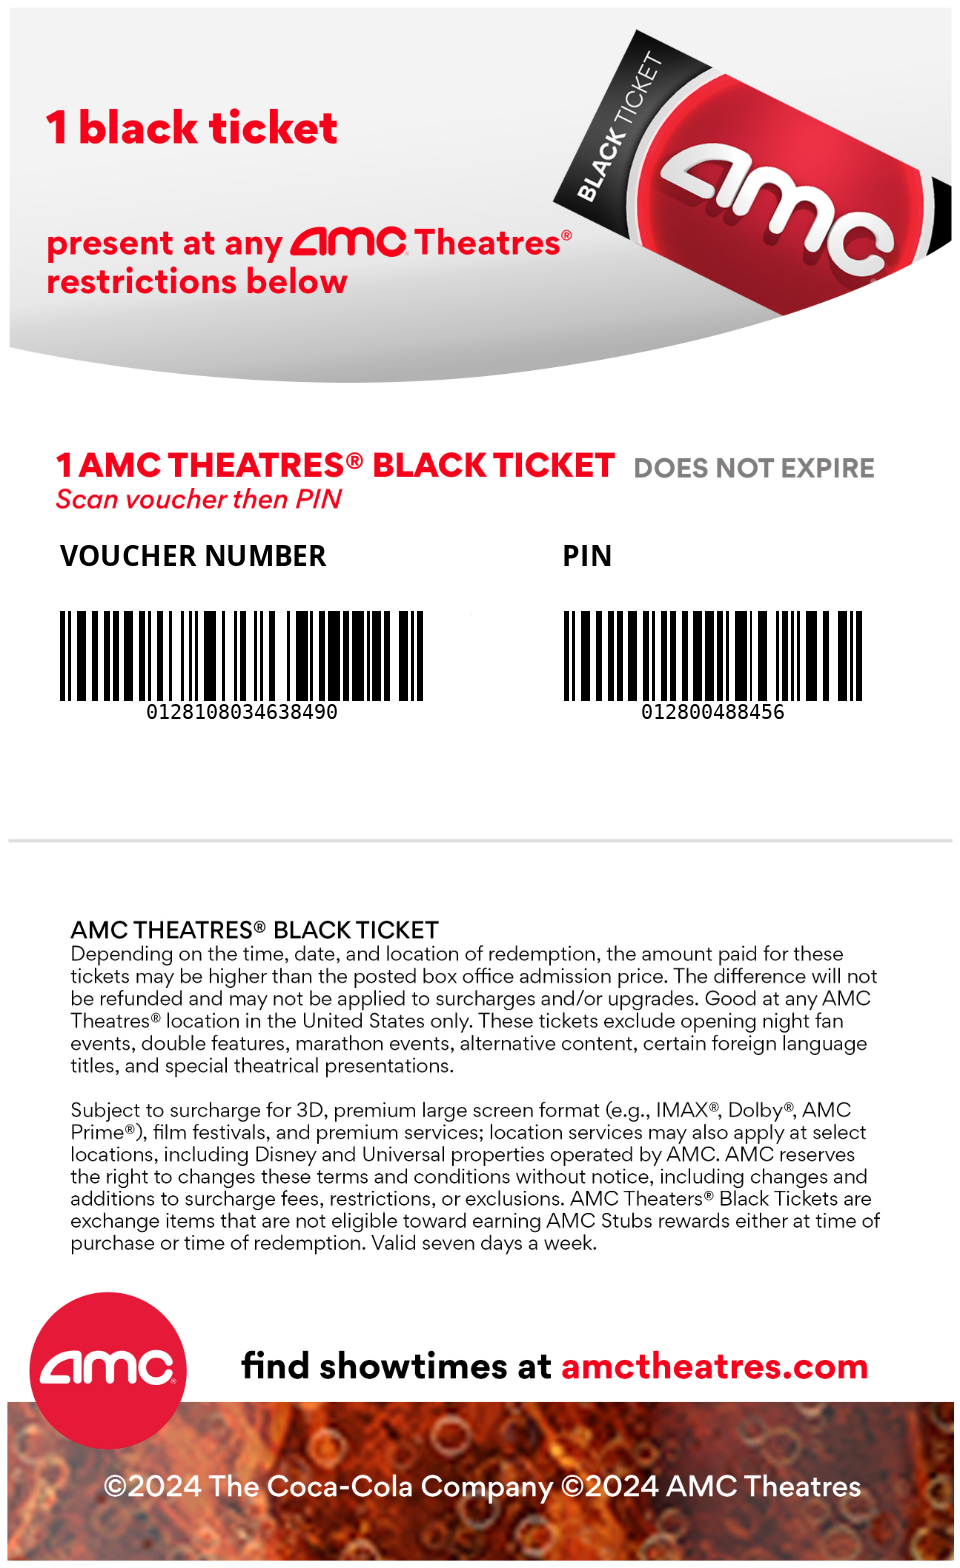 1 black ticket
BLACK TICKET
amc
present at any amc Theatres®
restrictions below
1 AMC THEATRES® BLACK TICKET DOES NOT EXPIRE
Scan voucher then PIN
VOUCHER NUMBER PIN
0128108034638490 012800488456
AMC THEATRES® BLACK TICKET
Depending on the time, date, and location of redemption, the amount paid for these
tickets may be higher than the posted box office admission price. The difference will not
be refunded and may not be applied to surcharges and/or upgrades. Good at any AMC
Theatres® location in the United States only. These tickets exclude opening night fan
events, double features, marathon events, alternative content, certain foreign language
titles, and special theatrical presentations.
Subject to surcharge for 3D, premium large screen format (e.g., IMAX®, Dolby®, AMC
Prime®), film festivals, and premium services; location services may also apply at select
locations, including Disney and Universal properties operated by AMC. AMC reserves
the right to changes these terms and conditions without notice, including changes and
additions to surcharge fees, restrictions, or exclusions. AMC Theaters® Black Tickets are
exchange items that are not eligible toward earning AMC Stubs rewards either at time of
purchase or time of redemption. Valid seven days a week.
amc®
find showtimes at amctheatres.com
©2024 The Coca-Cola Company ©2024 AMC Theatres